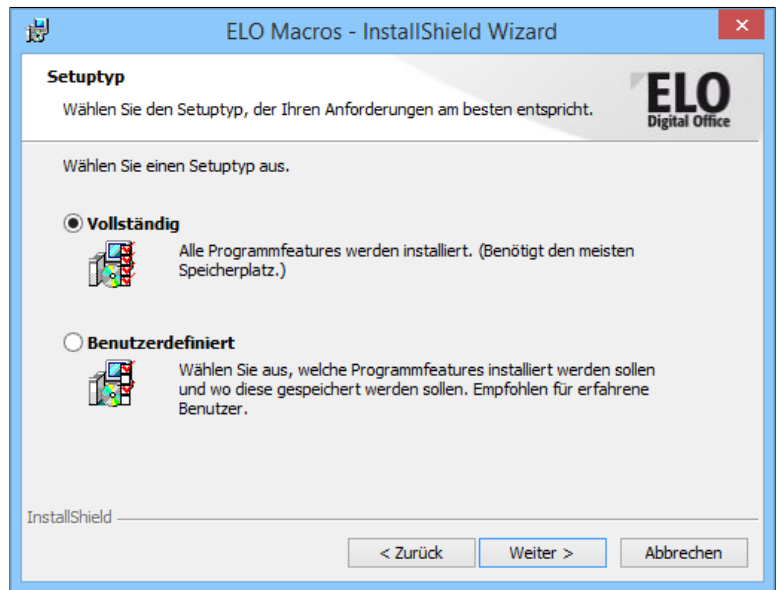 ELO Macros - InstallShield Wizard
Setuptyp
Wählen Sie den Setuptyp, der Ihren Anforderungen am besten entspricht.
ELO
Digital Office
Wählen Sie einen Setuptyp aus.
Vollständig
Alle Programmfeatures werden installiert. (Benötigt den meisten
Speicherplatz.)
Benutzerdefiniert
Wählen Sie aus, welche Programmfeatures installiert werden sollen
und wo diese gespeichert werden sollen. Empfohlen für erfahrene
Benutzer.
InstallShield
< Zurück
Weiter >
Abbrechen